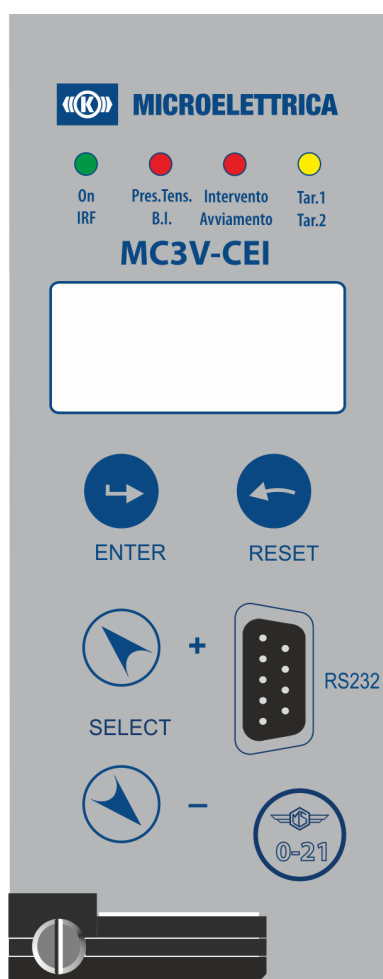 ((K)) MICROELETTRICA
On Pres.Tens. Intervento Tar.1
IRF B.I. Avviamento Tar.2
MC3V-CEI
ENTER RESET
+
RS232
SELECT
-
MS
0-21